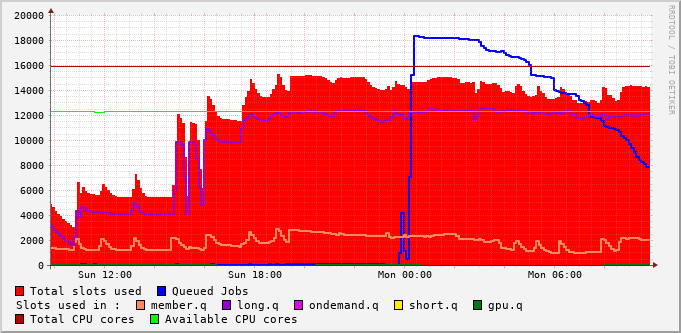 20000
18000
16000
14000
12000
10000
8000
6000
4000
2000
0
Sun 12:00 Sun 18:00 Mon 00:00 Mon 06:00
RRDTOOL / TOBI OETIKER
Total slots used Queued Jobs
Slots used in : member.q long.q ondemand.q short.q gpu.q
Total CPU cores Available CPU cores